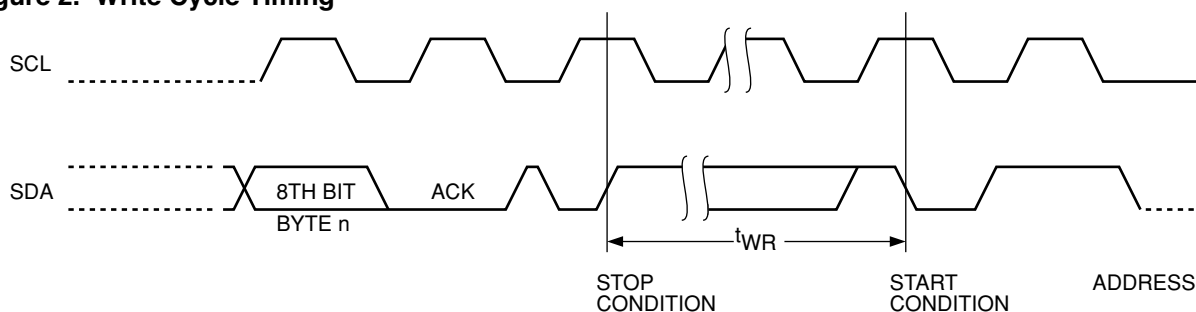 Figure 2. Write Cycle Timing
SCL
SDA
8TH BIT
BYTE n
ACK
tWR
STOP
CONDITION
START
CONDITION
ADDRESS